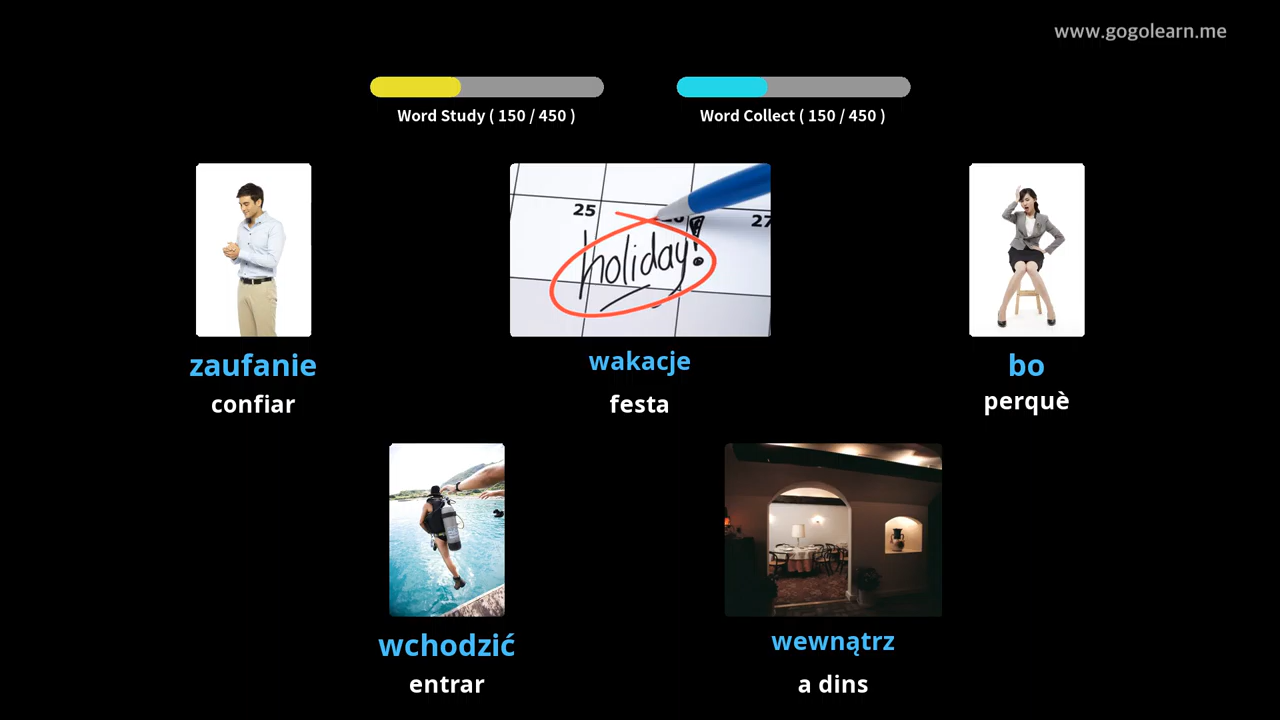 www.gogolearn.me
Word Study ( 150 / 450 )
Word Collect ( 150 / 450 )
25
27
holiday!
zaufanie
confiar
wakacje
festa
bo
perquè
wchodzić
entrar
wewnątrz
a dins